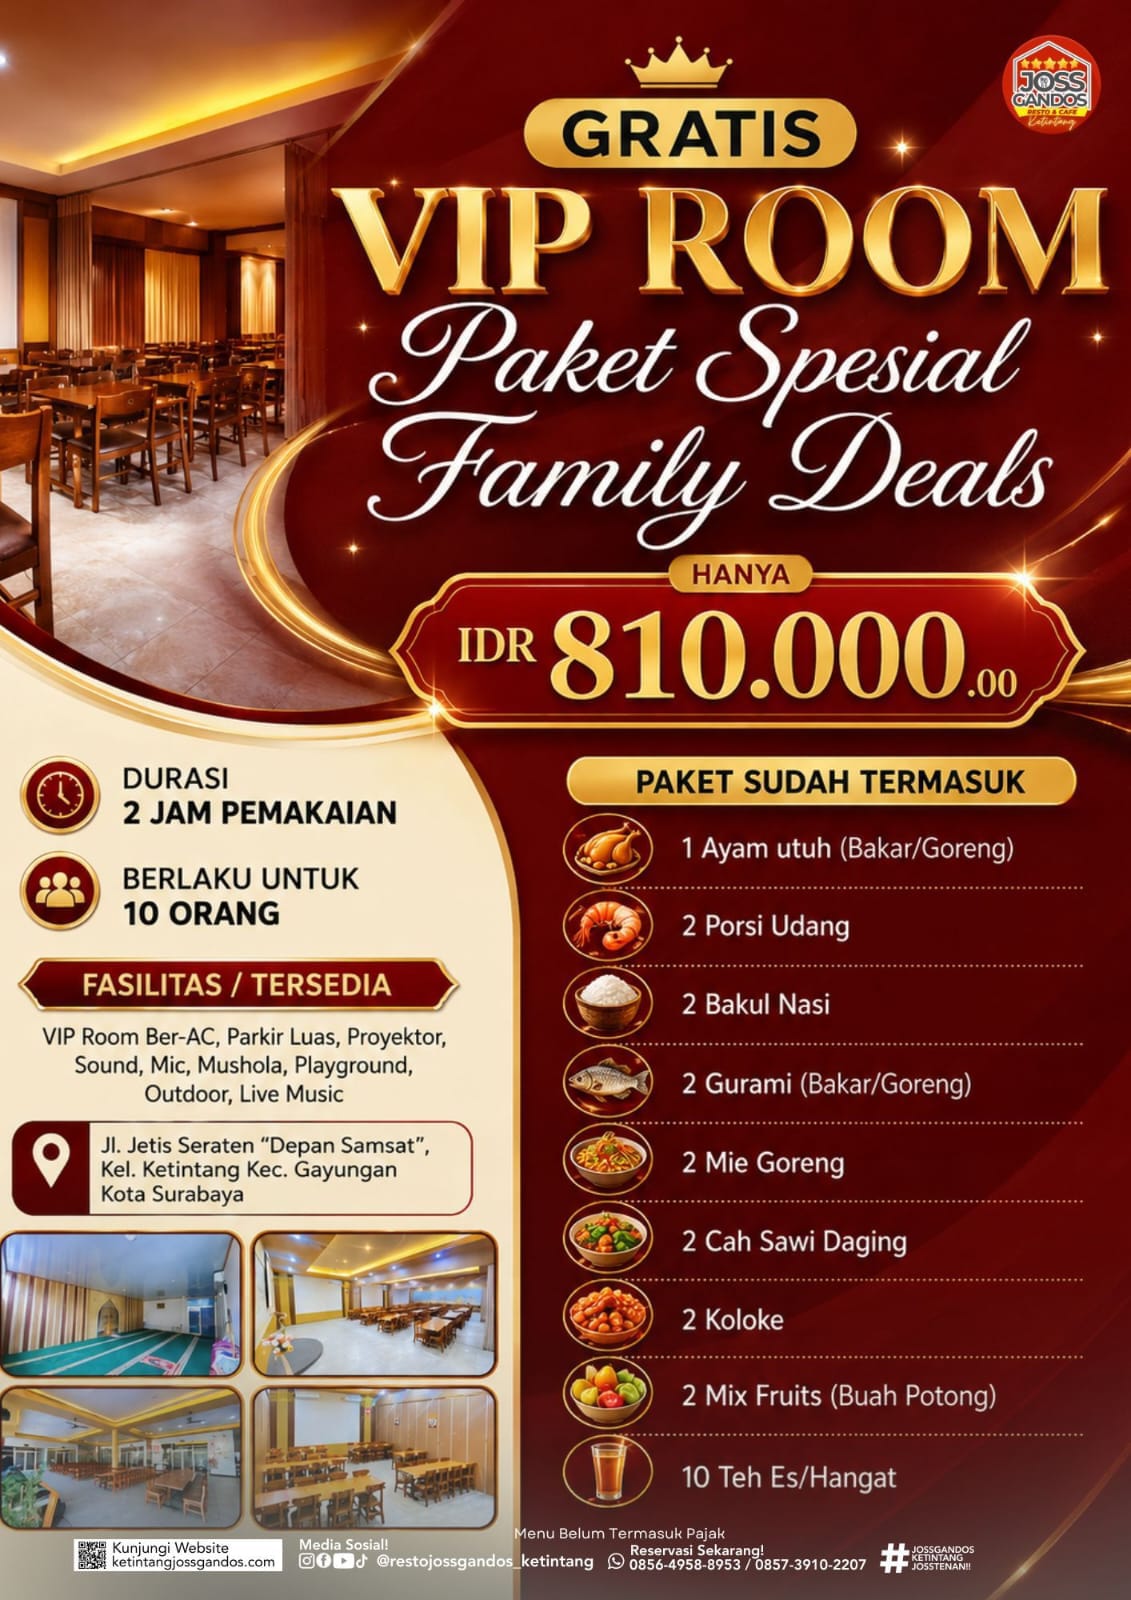 JOSS
GANDOS
RESTO & CAFE
Ketintang
GRATIS
VIP ROOM
Paket Spesial
Family Deals
HANYA
IDR 810.000.00
DURASI
2 JAM PEMAKAIAN
BERLAKU UNTUK
10 ORANG
FASILITAS / TERSEDIA
VIP Room Ber-AC, Parkir Luas, Proyektor,
Sound, Mic, Mushola, Playground,
Outdoor, Live Music
Jl. Jetis Seraten “Depan Samsat”,
Kel. Ketintang Kec. Gayungan
Kota Surabaya
PAKET SUDAH TERMASUK
1 Ayam utuh (Bakar/Goreng)
2 Porsi Udang
2 Bakul Nasi
2 Gurami (Bakar/Goreng)
2 Mie Goreng
2 Cah Sawi Daging
2 Koloke
2 Mix Fruits (Buah Potong)
10 Teh Es/Hangat
Menu Belum Termasuk Pajak
Kunjungi Website
ketintangjossgandos.com
Media Sosial!
@restojossgandos_ketintang
Reservasi Sekarang!
0856-4958-8953 / 0857-3910-2207
#JOSSGANDOS
KETINTANG
JOSSTENAN!!